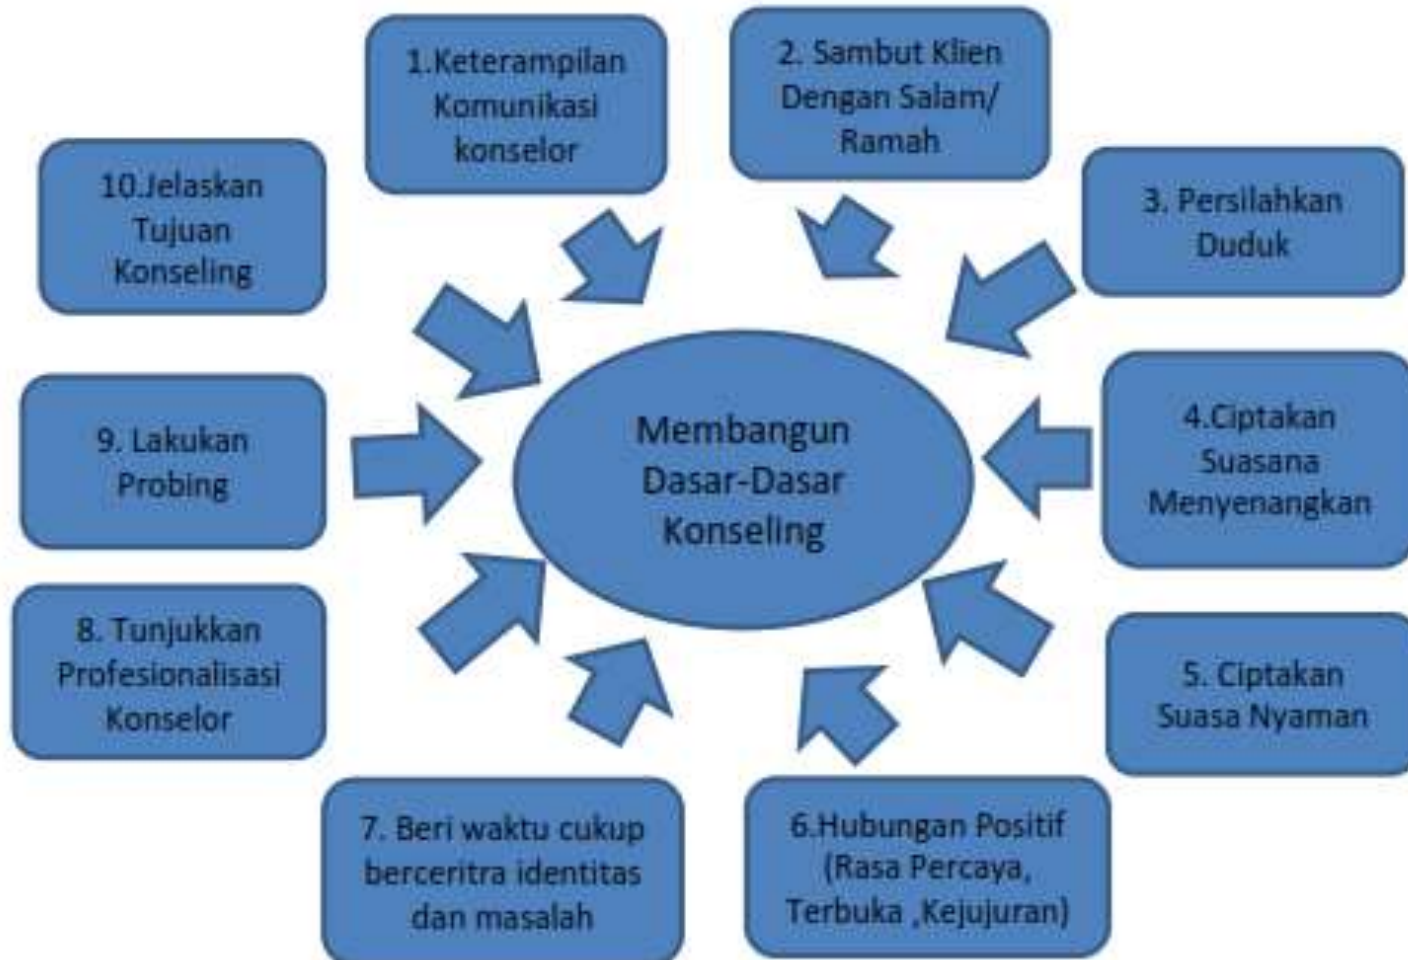 1.Keterampilan
Komunikasi
konselor
2. Sambut Klien
Dengan Salam/
Ramah
3. Persilahkan
Duduk
4.Ciptakan
Suasana
Menyenangkan
5. Ciptakan
Suasa Nyaman
6.Hubungan Positif
(Rasa Percaya,
Terbuka ,Kejujuran)
7. Beri waktu cukup
berceritra identitas
dan masalah
8. Tunjukkan
Profesionalisasi
Konselor
9. Lakukan
Probing
10.Jelaskan
Tujuan
Konseling
Membangun
Dasar-Dasar
Konseling